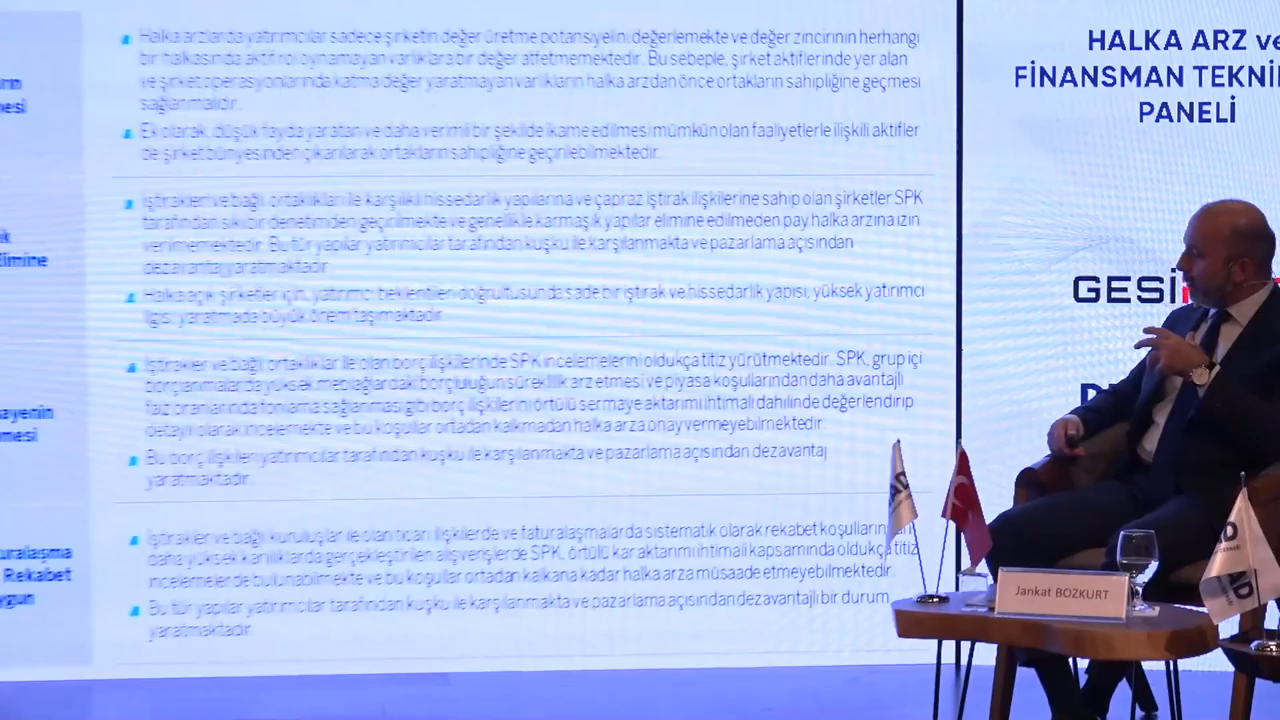 Halka arzlarda yatırımcılar sadece şirketin değer üretme potansiyelini değerlemekte ve değer zincirinin herhangi
bir halkasında aktif rol oynamayan varlıklara bir değer atfetmemektedir. Bu sebeple, şirket aktiflerinde yer alan
ve şirket operasyonlarında katma değer yaratmayan varlıkların halka arzdan önce ortakların sahipliğine geçmesi
sağlanmalıdır.
Ek olarak, düşük fayda yaratan ve daha verimli bir şekilde ikame edilmesi mümkün olan faaliyetlerle ilişkili aktifler
de şirket bünyesinden çıkarılarak ortakların sahipliğine geçirilebilmektedir.
İştirakleri ve bağlı ortaklıkları ile karşılıklı hissedarlık yapılarına ve çapraz iştirak ilişkilerine sahip olan şirketler SPK
tarafından sıkı bir denetimden geçirilmekte ve genellikle karmaşık yapılar elimine edilmeden pay halka arzına izin
verilmemektedir. Bu tür yapılar yatırımcılar tarafından kuşku ile karşılanmakta ve pazarlama açısından
dezavantaj yaratmaktadır.
Halka açık şirketler için, yatırımcı beklentileri doğrultusunda sade bir iştirak ve hissedarlık yapısı, yüksek yatırımcı
ilgisi yaratmada büyük önem taşımaktadır.
İştirakler ve bağlı ortaklıklar ile olan borç ilişkilerinde SPK incelemelerini oldukça titiz yürütmektedir. SPK, grup içi
borçlanmalarda yüksek meblağlardaki borçluluğun süreklilik arz etmesi ve piyasa koşullarından daha avantajlı
faiz oranlarında fonlama sağlanması gibi borç ilişkilerini örtülü sermaye aktarımı ihtimali dahilinde değerlendirip
detaylı olarak incelemekte ve bu koşullar ortadan kalkmadan halka arza onay vermeyebilmektedir.
Bu borç ilişkileri yatırımcılar tarafından kuşku ile karşılanmakta ve pazarlama açısından dezavantaj
yaratmaktadır.
İştirakler ve bağlı kuruluşlar ile olan ticari ilişkilerde ve faturalaşmalarda sistematik olarak rekabet
daha yüksek karlılıklarda gerçekleştirilen alışverişlerde SPK, örtülü kar aktarımı ihtimali kapsamında oldukça titiz
incelemelerde bulunabilmekte ve bu koşullar ortadan kalkana kadar halka arza müsaade etmeyebilmektedir.
Bu tür yapılar yatırımcılar tarafından kuşku ile karşılanmakta ve pazarlama açısından dezavantajlı bir durum
yaratmaktadır.
Rekabet
HALKA ARZ ve
FİNANSMAN
PANELİ
GESİ
Jankat BOZKURT